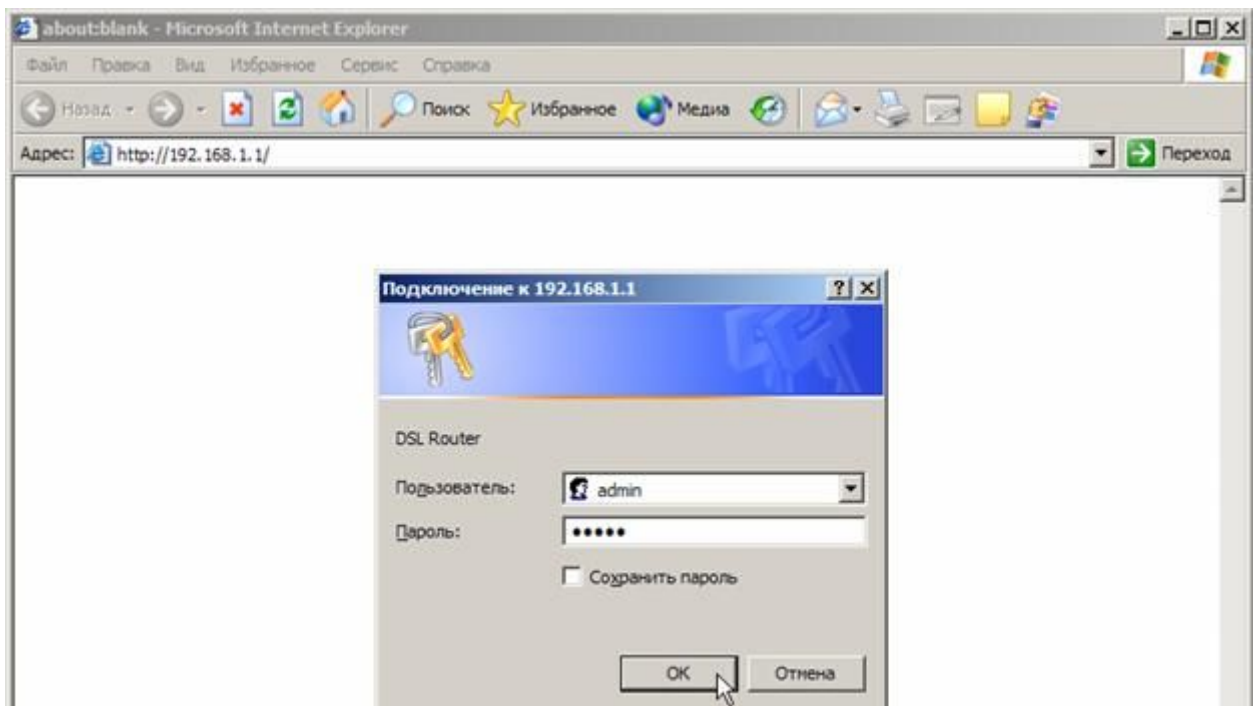 about:blank - Microsoft Internet Explorer
Файл Правка Вид Избранное Сервис Справка
Назад Поиск Избранное Медиа
Адрес: http://192.168.1.1/ Переход
Подключение к 192.168.1.1
DSL Router
Пользователь: admin
Пароль: •••••
Сохранить пароль
OK Отмена